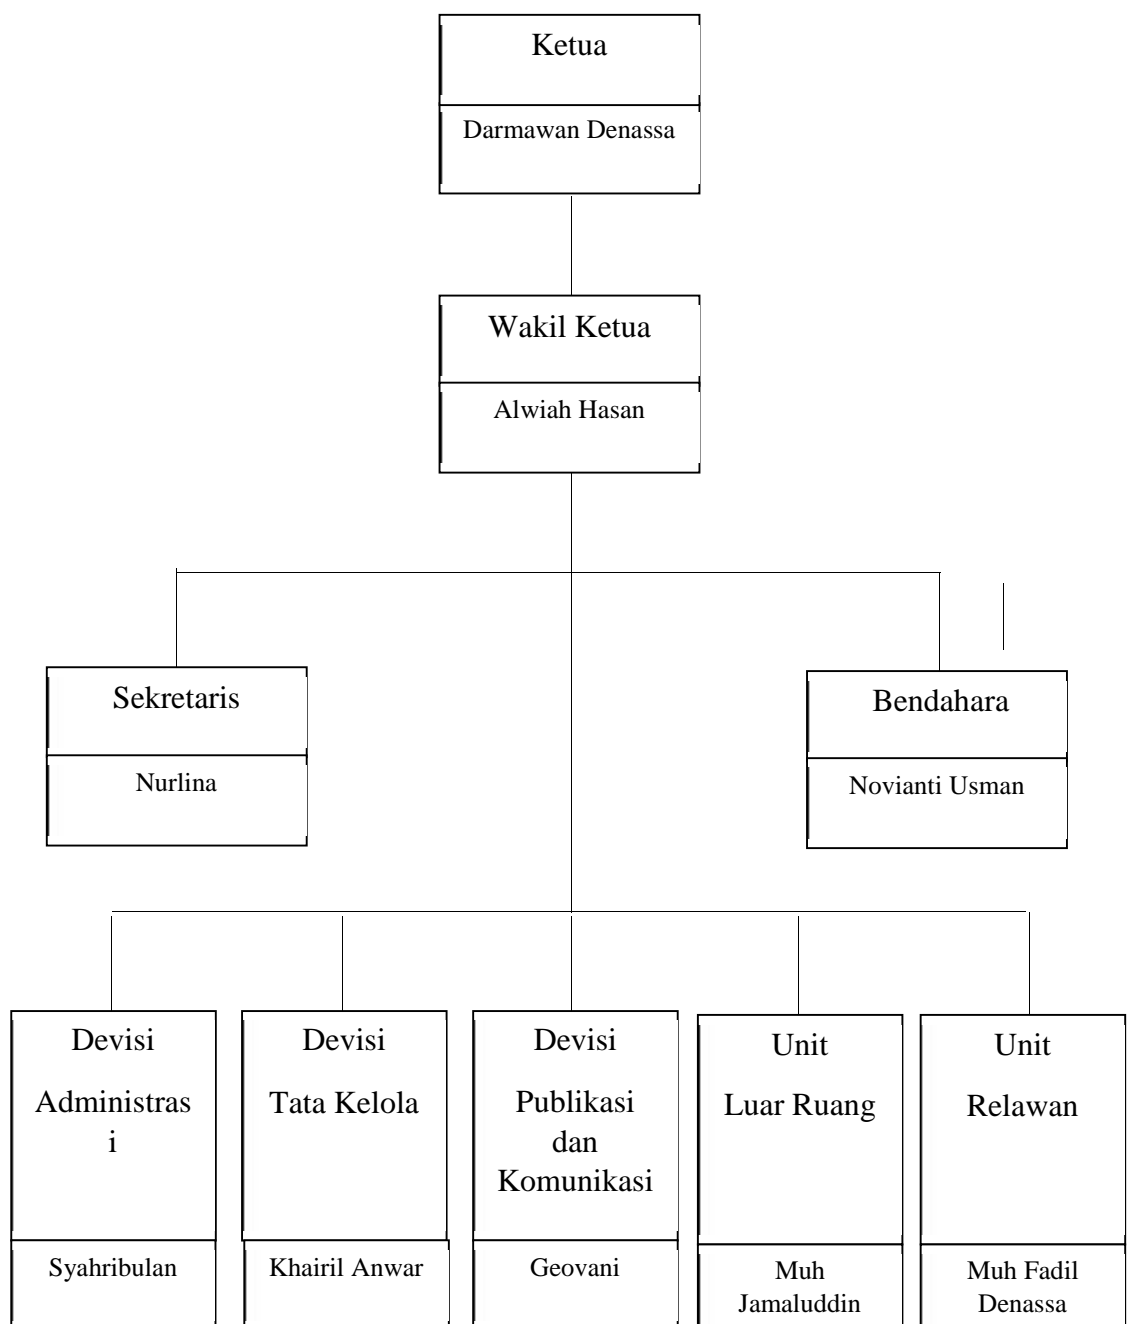 Ketua
Darmawan Denassa
Wakil Ketua
Alwiah Hasan
Sekretaris
Nurlina
Bendahara
Novianti Usman
Devisi
Administras
i
Syahribulan
Devisi
Tata Kelola
Khairil Anwar
Devisi
Publikasi
dan
Komunikasi
Geovani
Unit
Luar Ruang
Muh
Jamaluddin
Unit
Relawan
Muh Fadil
Denassa